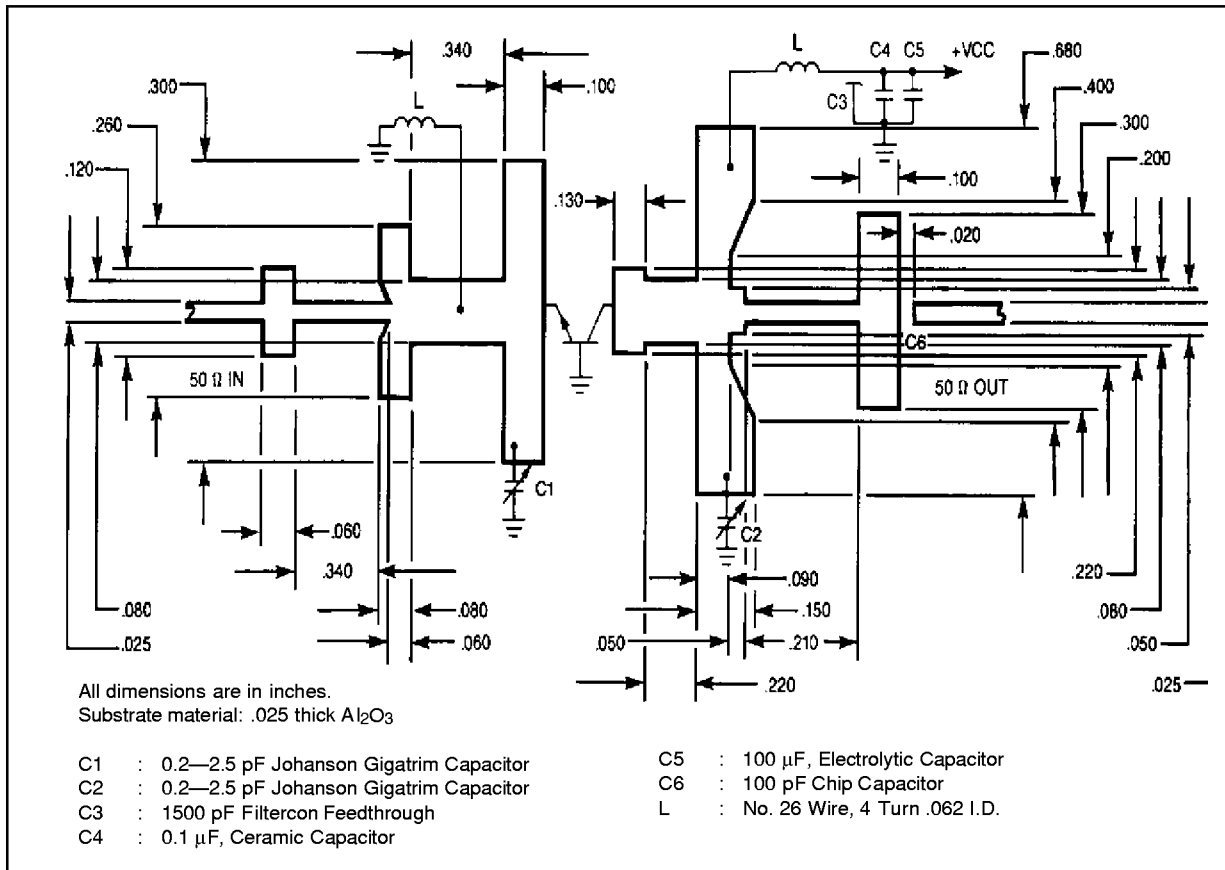 L
.340
.300
.100
L
.260
.120
L
C4
C5
+VCC
.680
C3
.400
.300
.200
.130
.100
.020
C6
50 Ω IN
50 Ω OUT
C1
C2
.060
.340
.090
.220
.080
.080
.150
.080
.025
.060
.050
.210
.050
.220
.025
All dimensions are in inches.
Substrate material: .025 thick Al₂O₃
C1 : 0.2—2.5 pF Johanson Gigatrim Capacitor
C2 : 0.2—2.5 pF Johanson Gigatrim Capacitor
C3 : 1500 pF Filtercon Feedthrough
C4 : 0.1 μF, Ceramic Capacitor
C5 : 100 μF, Electrolytic Capacitor
C6 : 100 pF Chip Capacitor
L : No. 26 Wire, 4 Turn .062 I.D.